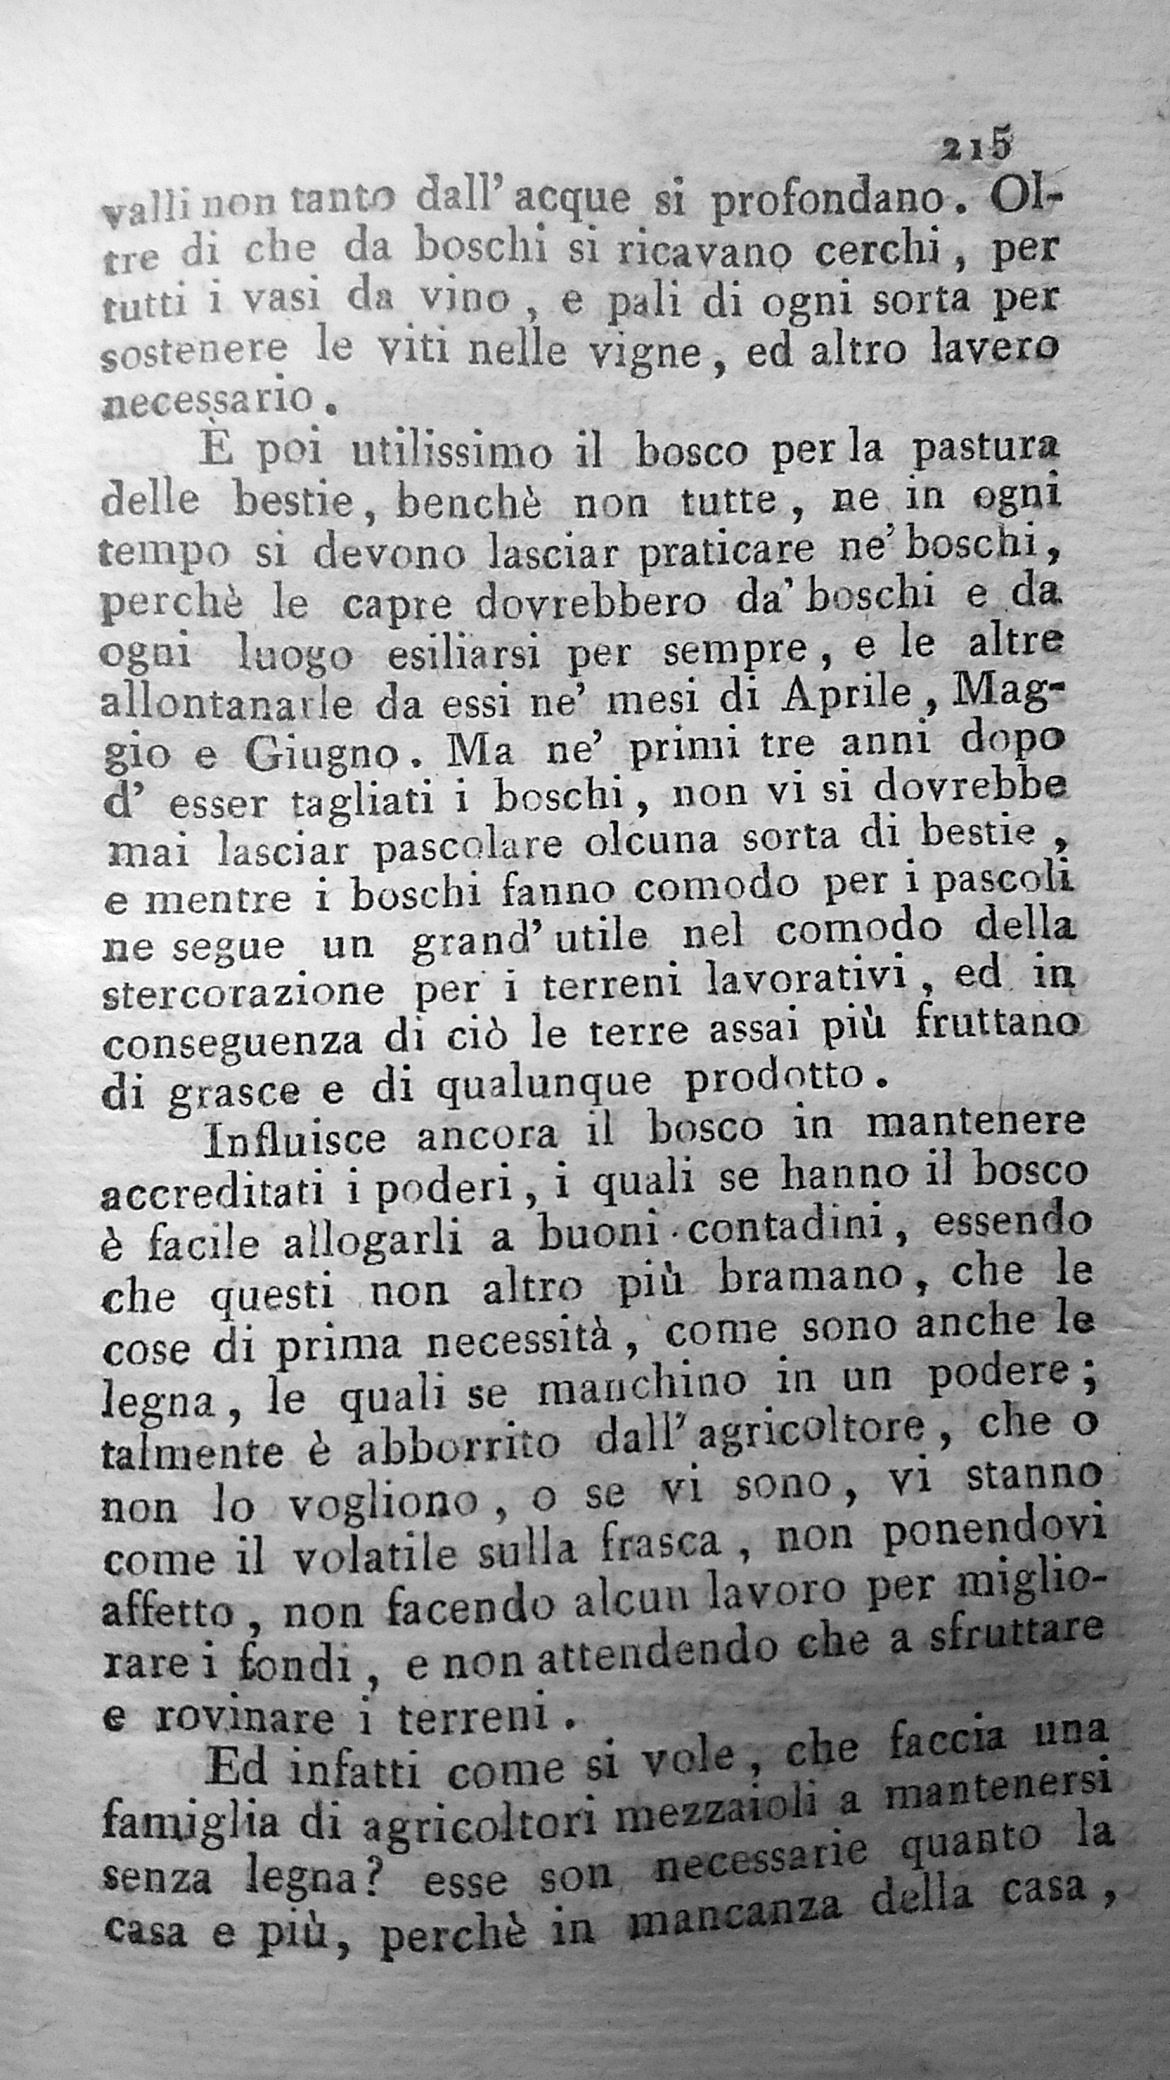 215
valli non tanto dall' acque si profondano. Ol-
tre di che da boschi si ricavano cerchi, per
tutti i vasi da vino, e pali di ogni sorta per
sostenere le viti nelle vigne, ed altro lavero
necessario.
È poi utilissimo il bosco per la pastura
delle bestie, benchè non tutte, ne in ogni
tempo si devono lasciar praticare ne' boschi,
perchè le capre dovrebbero da' boschi e da
ogni luogo esiliarsi per sempre, e le altre
allontanarle da essi ne' mesi di Aprile, Mag-
gio e Giugno. Ma ne' primi tre anni dopo
d' esser tagliati i boschi, non vi si dovrebbe
mai lasciar pascolare olcuna sorta di bestie,
e mentre i boschi fanno comodo per i pascoli
ne segue un grand' utile nel comodo della
stercorazione per i terreni lavorativi, ed in
conseguenza di ciò le terre assai più fruttano
di grasce e di qualunque prodotto.
Influisce ancora il bosco in mantenere
accreditati i poderi, i quali se hanno il bosco
è facile allogarli a buoni contadini, essendo
che questi non altro più bramano, che le
cose di prima necessità, come sono anche le
legna, le quali se manchino in un podere;
talmente è abborrito dall' agricoltore, che o
non lo vogliono, o se vi sono, vi stanno
come il volatile sulla frasca, non ponendovi
affetto, non facendo alcun lavoro per miglio-
rare i fondi, e non attendendo che a sfruttare
e rovinare i terreni.
Ed infatti come si vole, che faccia una
famiglia di agricoltori mezzaioli a mantenersi
senza legna? esse son necessarie quanto la
casa e più, perchè in mancanza della casa,